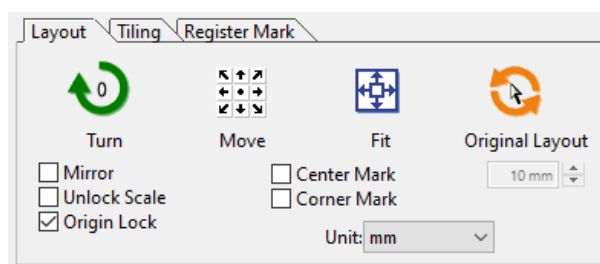 Layout Tiling Register Mark
0
Turn Move Fit Original Layout
Mirror Center Mark 10 mm
Unlock Scale Corner Mark
Origin Lock
Unit: mm